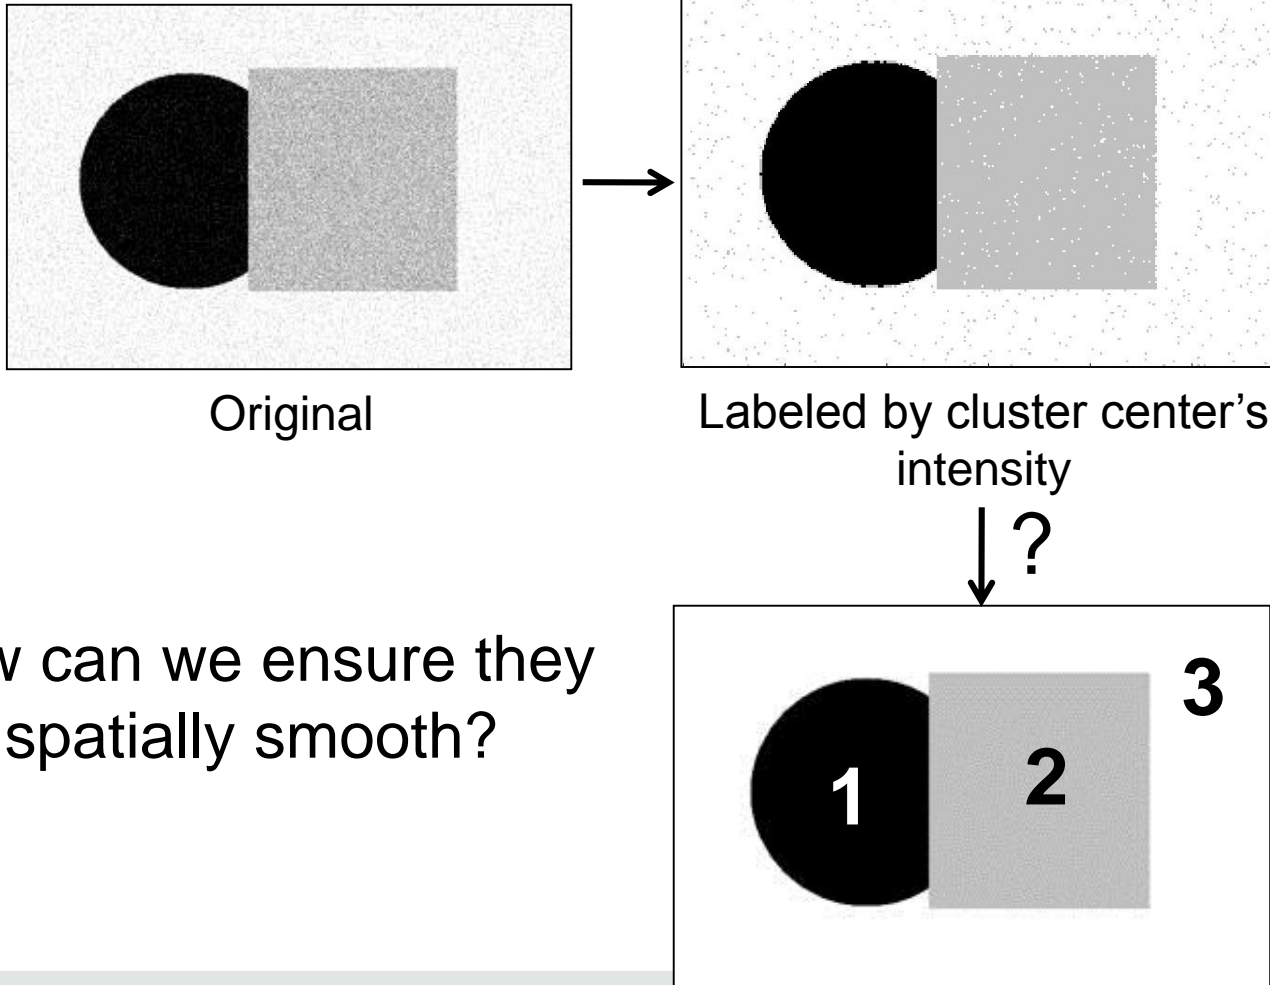 Original
Labeled by cluster center's
intensity
?
can we ensure they
spatially smooth?
1
2
3